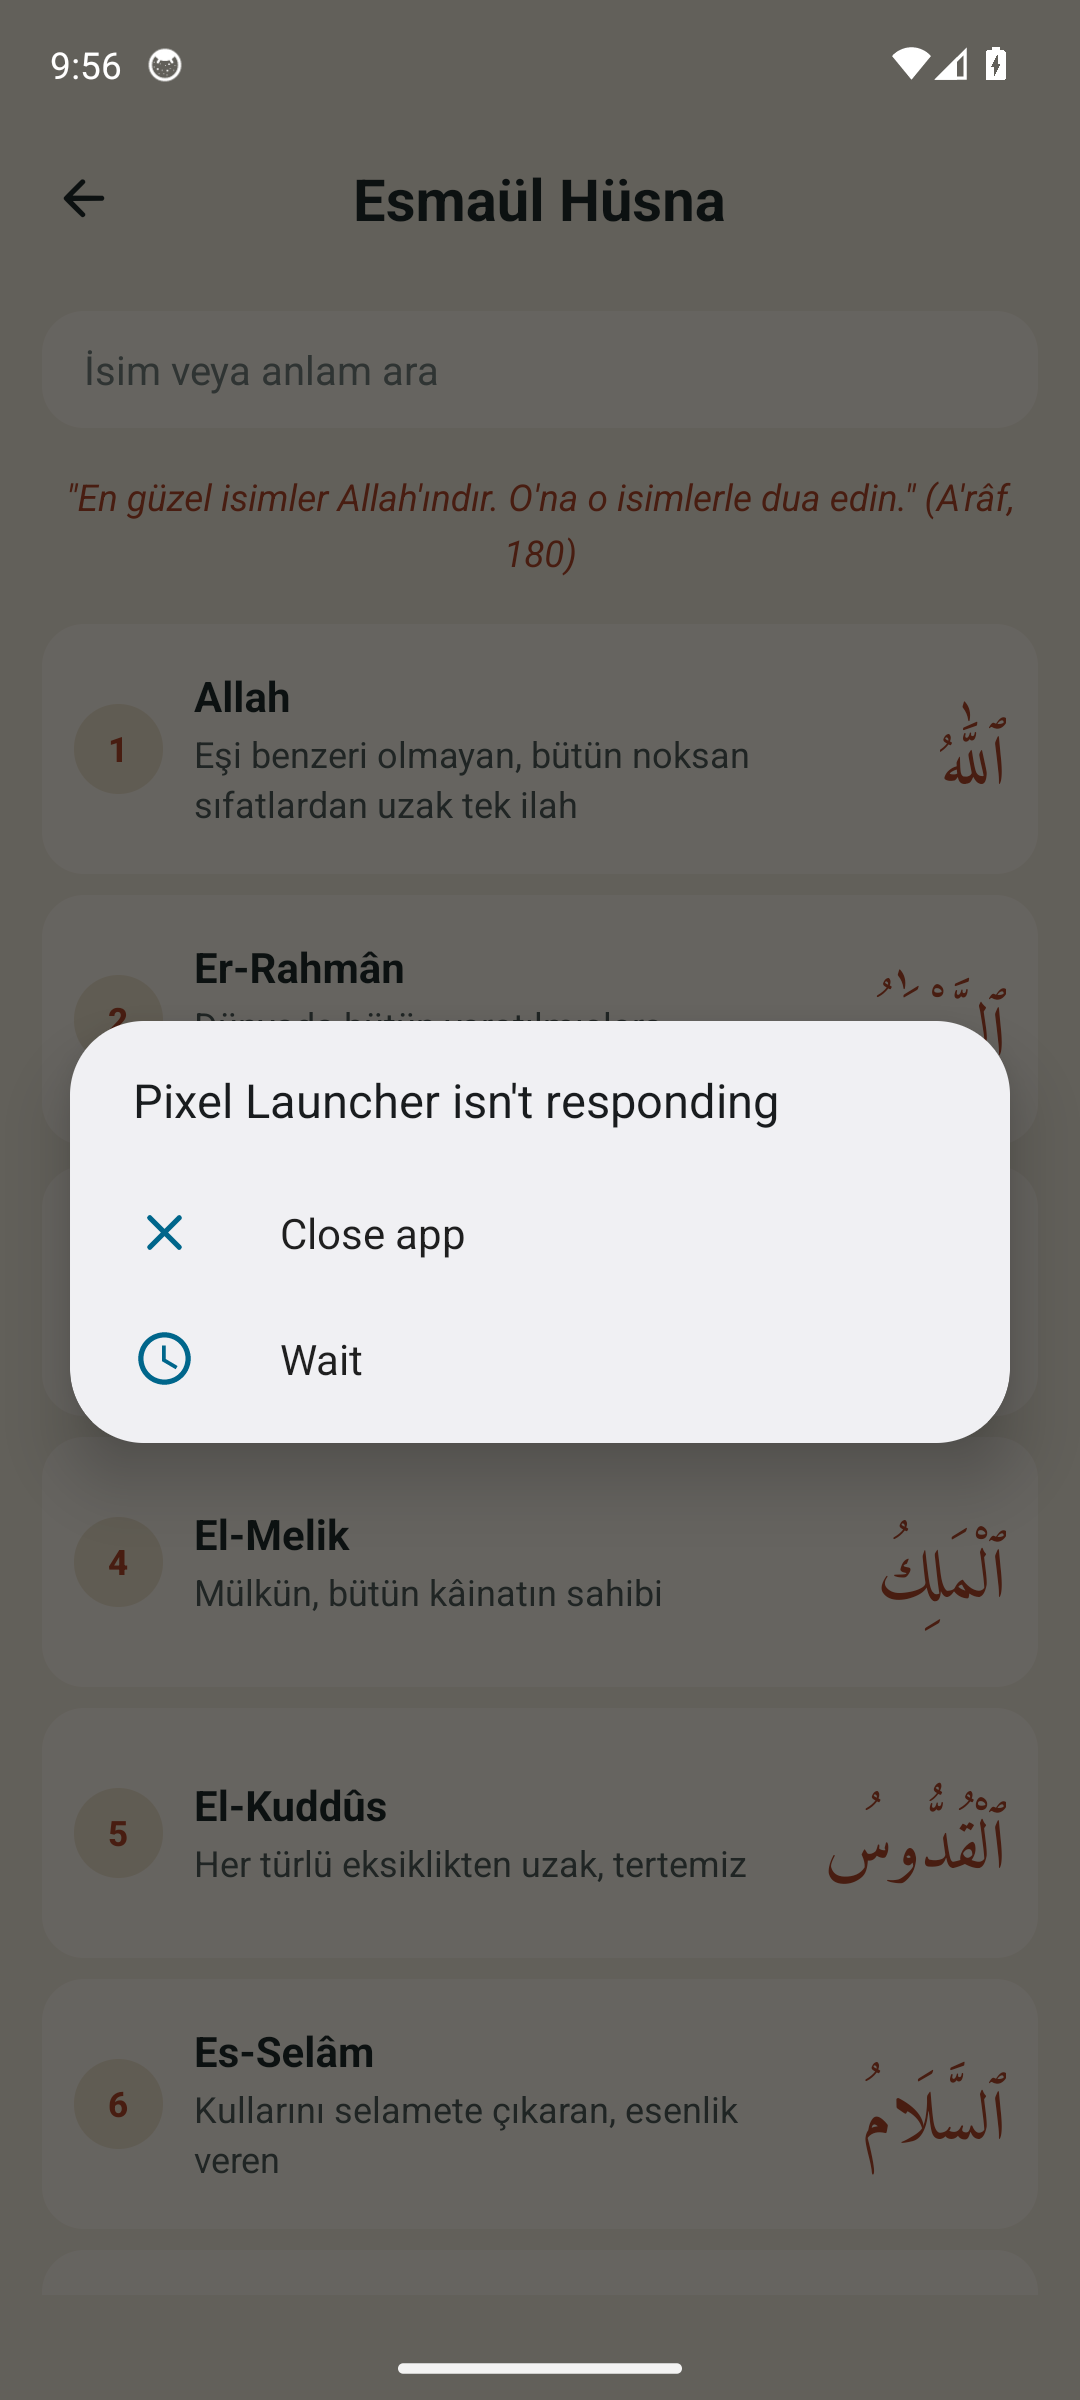 9:56
Esmaül Hüsna
İsim veya anlam ara
"En güzel isimler Allah'ındır. O'na o isimlerle dua edin." (A'râf,
180)
Allah
1
Eşi benzeri olmayan, bütün noksan
sıfatlardan uzak tek ilah
ٱللَّٰهُ
Er-Rahmân
2
Pixel Launcher isn't responding
Close app
Wait
El-Melik
4
Mülkün, bütün kâinatın sahibi
ٱلْمَلِكُ
El-Kuddûs
5
Her türlü eksiklikten uzak, tertemiz
ٱلْقُدُّوسُ
Es-Selâm
6
Kullarını selamete çıkaran, esenlik
veren
ٱلسَّلَامُ